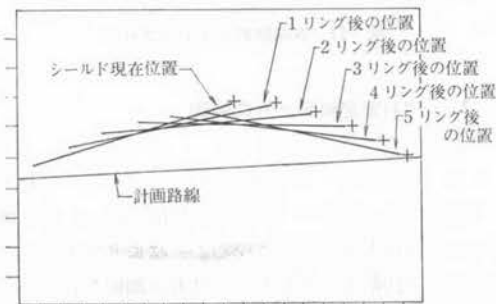 1リング後の位置
2リング後の位置
シールド現在位置
3リング後の位置
4リング後の位置
5リング後
の位置
計画路線